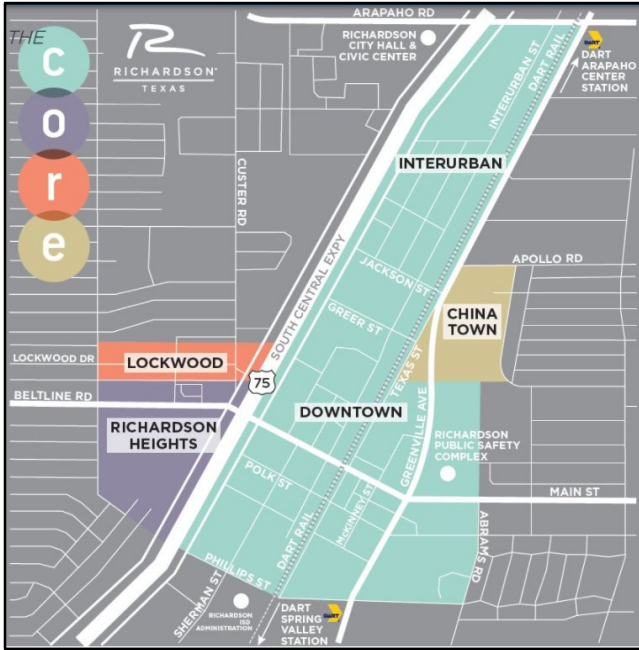 THE
c
o
r
e
RICHARDSON®
TEXAS
ARAPAHO RD
RICHARDSON
CITY HALL &
CIVIC CENTER
INTERURBAN ST
DART RAIL
DART
DART
ARAPAHO
CENTER
STATION
INTERURBAN
CUSTER RD
SOUTH CENTRAL EXPY
JACKSON ST
APOLLO RD
GREER ST
CHINA
TOWN
LOCKWOOD DR
LOCKWOOD
TEXAS ST
75
BELTLINE RD
DOWNTOWN
RICHARDSON
HEIGHTS
GREENVILLE AVE
RICHARDSON
PUBLIC SAFETY
COMPLEX
POLK ST
MAIN ST
McKINNEY ST
DART RAIL
ABRAMS RD
PHILLIPS ST
SHERMAN ST
RICHARDSON
ISD
ADMINISTRATION
DART
SPRING
VALLEY
STATION
DART